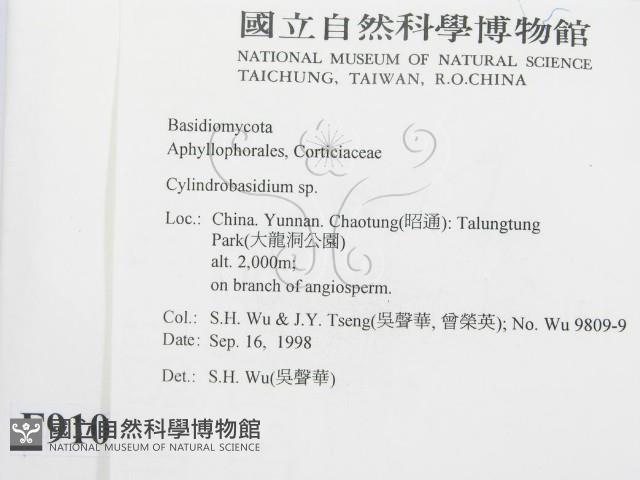 國立自然科學博物館
NATIONAL MUSEUM OF NATURAL SCIENCE
TAICHUNG, TAIWAN, R.O.CHINA
Basidiomycota
Aphyllophorales, Corticiaceae
Cylindrobasidium sp.
Loc.: China. Yunnan. Chaotung(昭通): Talungtung
Park(大龍洞公園)
alt. 2,000m;
on branch of angiosperm.
Col.: S.H. Wu & J.Y. Tseng(吳聲華, 曾榮英); No. Wu 9809-9
Date: Sep. 16, 1998
Det.: S.H. Wu(吳聲華)
F910
國立自然科學博物館
NATIONAL MUSEUM OF NATURAL SCIENCE